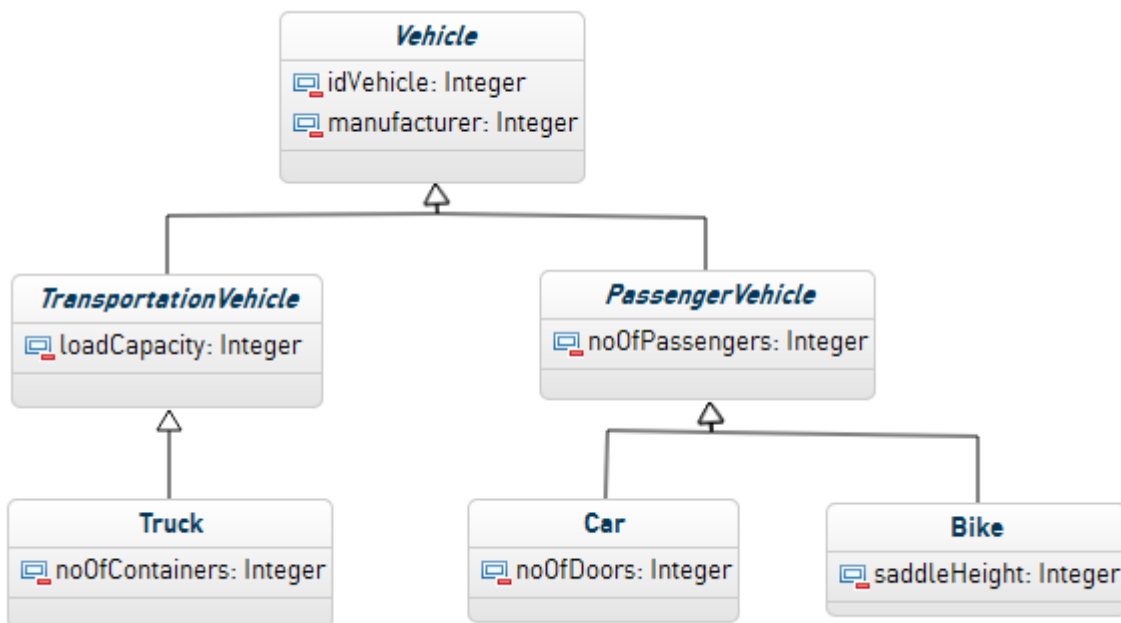 Vehicle
idVehicle: Integer
manufacturer: Integer
TransportationVehicle
loadCapacity: Integer
PassengerVehicle
noOfPassengers: Integer
Truck
noOfContainers: Integer
Car
noOfDoors: Integer
Bike
saddleHeight: Integer